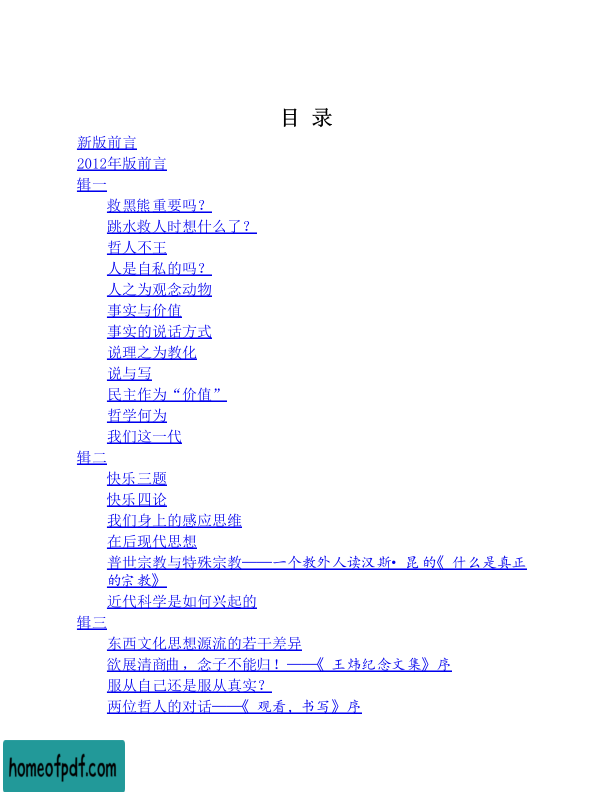 目 录
新版前言
2012年版前言
辑一
救黑熊重要吗？
跳水救人时想什么了？
哲人不王
人是自私的吗？
人之为观念动物
事实与价值
事实的说话方式
说理之为教化
说与写
民主作为“价值”
哲学何为
我们这一代
辑二
快乐三题
快乐四论
我们身上的感应思维
在后现代思想
普世宗教与特殊宗教——一个教外人读汉斯•昆的《什么是真正
的宗教》
近代科学是如何兴起的
辑三
东西文化思想源流的若干差异
欲展清商曲，念子不能归！——《王炜纪念文集》序
服从自己还是服从真实？
两位哲人的对话——《观看，书写》序
homeofpdf.com